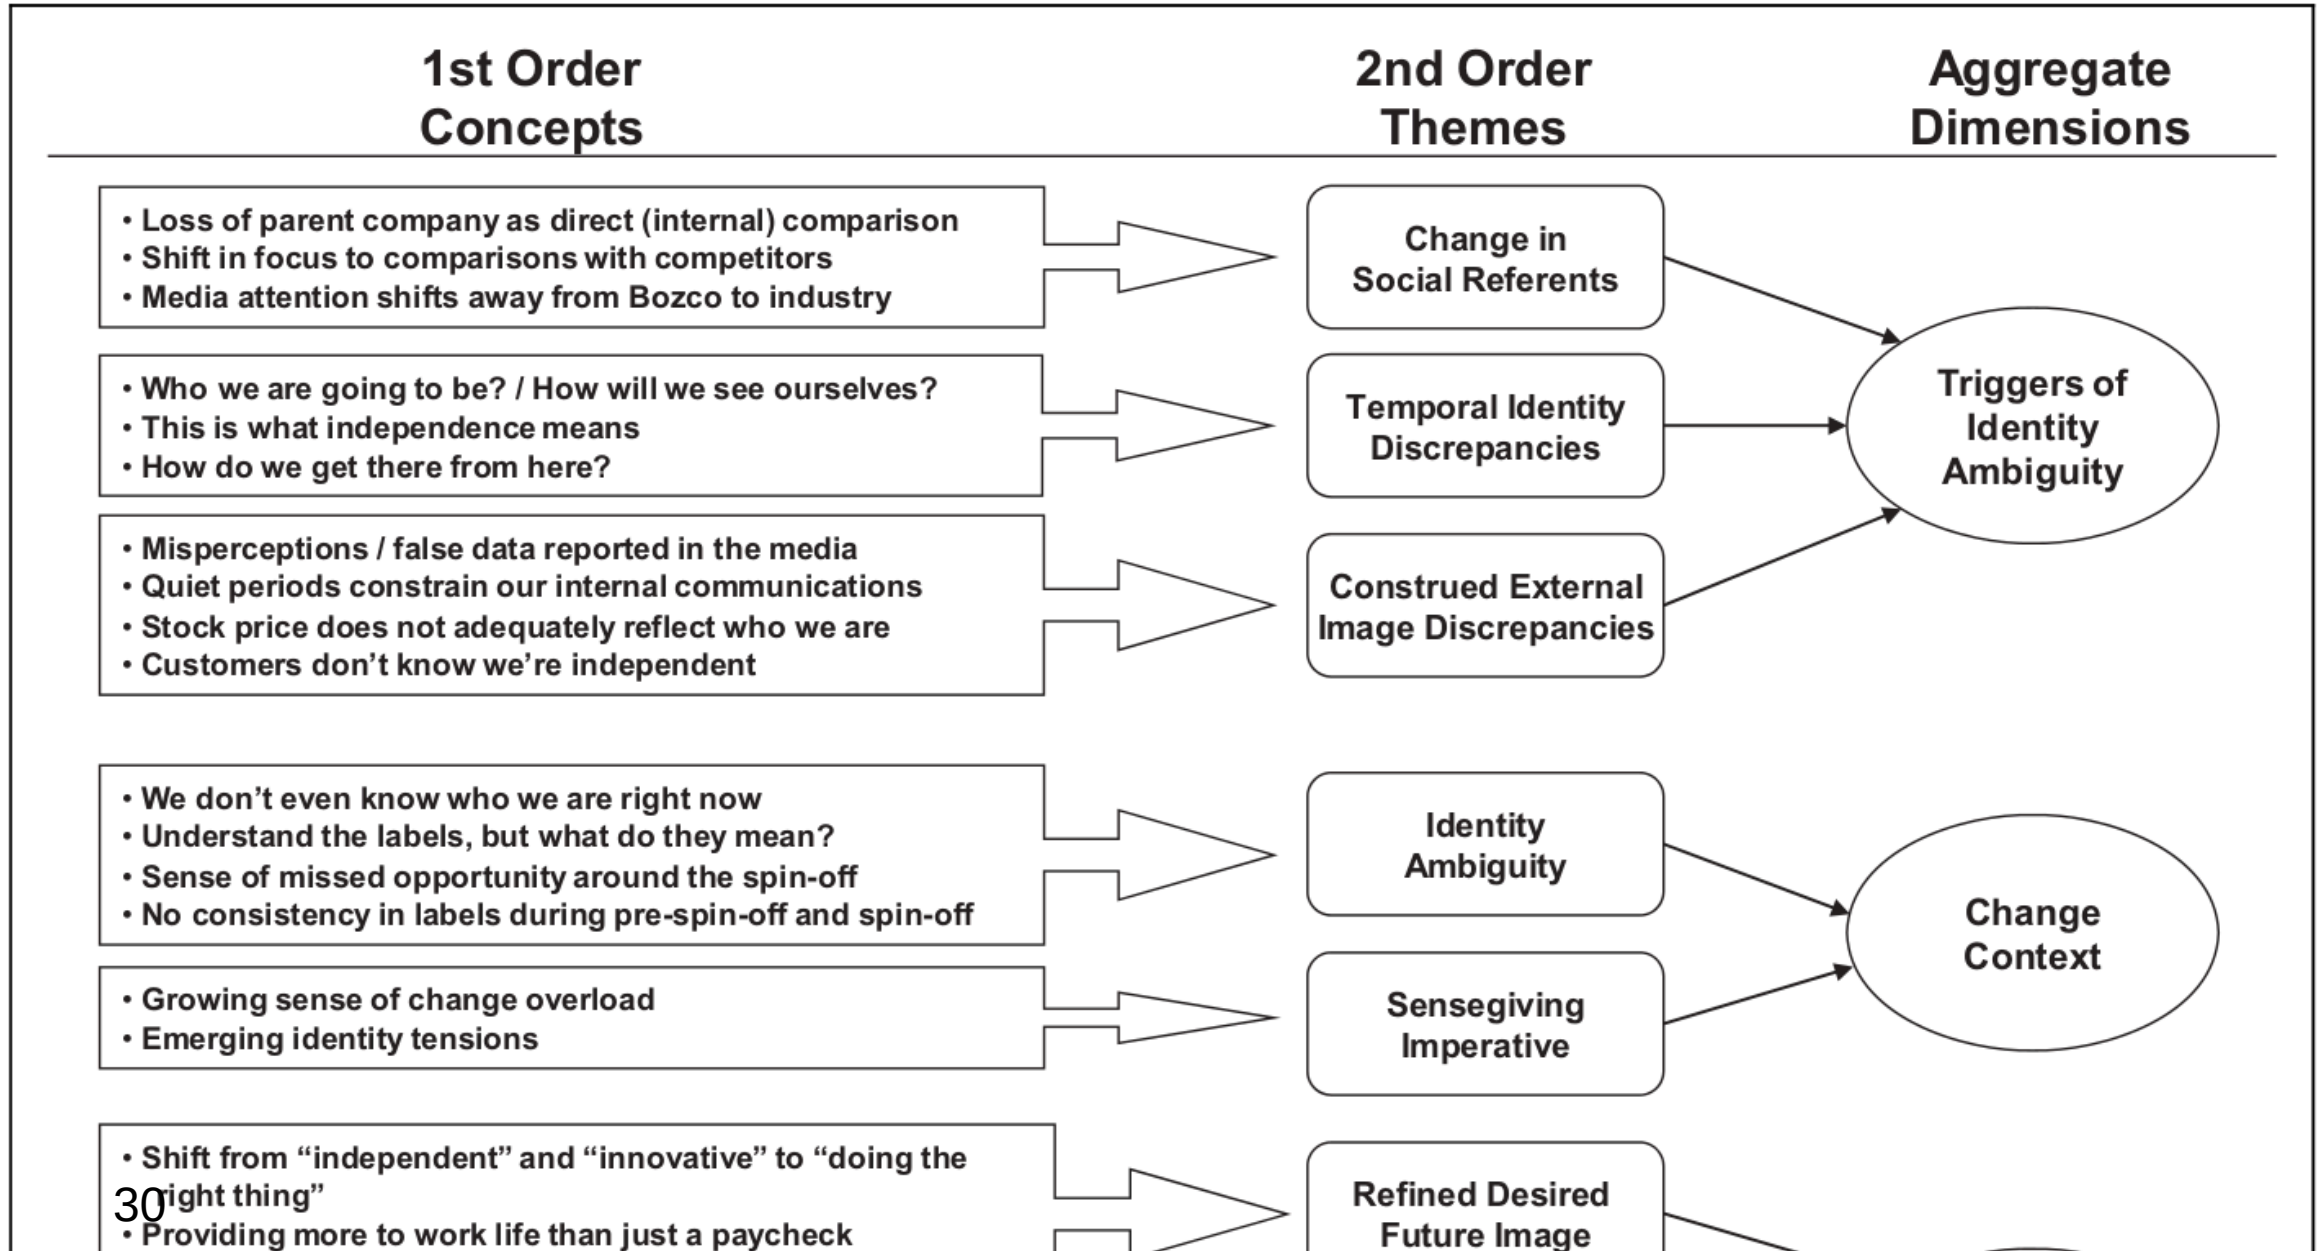 1st Order
Concepts
2nd Order
Themes
Aggregate
Dimensions
• Loss of parent company as direct (internal) comparison
• Shift in focus to comparisons with competitors
• Media attention shifts away from Bozco to industry
Change in
Social Referents
• Who we are going to be? / How will we see ourselves?
• This is what independence means
• How do we get there from here?
Temporal Identity
Discrepancies
• Misperceptions / false data reported in the media
• Quiet periods constrain our internal communications
• Stock price does not adequately reflect who we are
• Customers don’t know we’re independent
Construed External
Image Discrepancies
Triggers of
Identity
Ambiguity
• We don’t even know who we are right now
• Understand the labels, but what do they mean?
• Sense of missed opportunity around the spin-off
• No consistency in labels during pre-spin-off and spin-off
Identity
Ambiguity
• Growing sense of change overload
• Emerging identity tensions
Sensegiving
Imperative
Change
Context
• Shift from “independent” and “innovative” to “doing the
right thing”
• Providing more to work life than just a paycheck
Refined Desired
Future Image
30